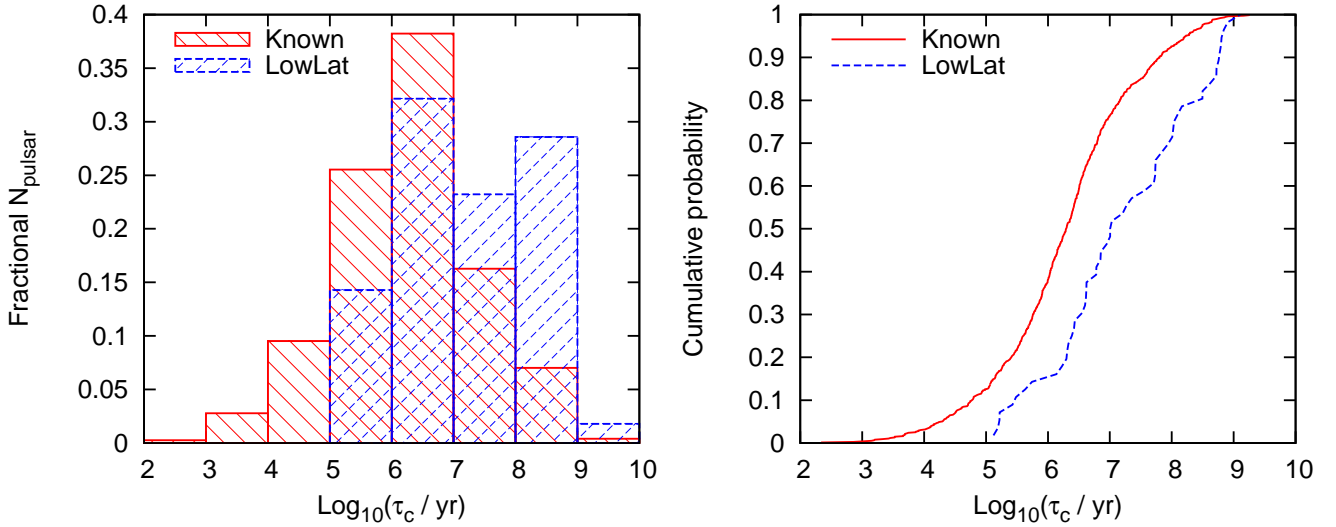 0.4
0.35
0.3
0.25
0.2
0.15
0.1
0.05
0
Fractional N_pulsar
Known
LowLat
2 3 4 5 6 7 8 9 10
Log₁₀(τ_c / yr)
1
0.9
0.8
0.7
0.6
0.5
0.4
0.3
0.2
0.1
0
Cumulative probability
Known
LowLat
2 3 4 5 6 7 8 9 10
Log₁₀(τ_c / yr)